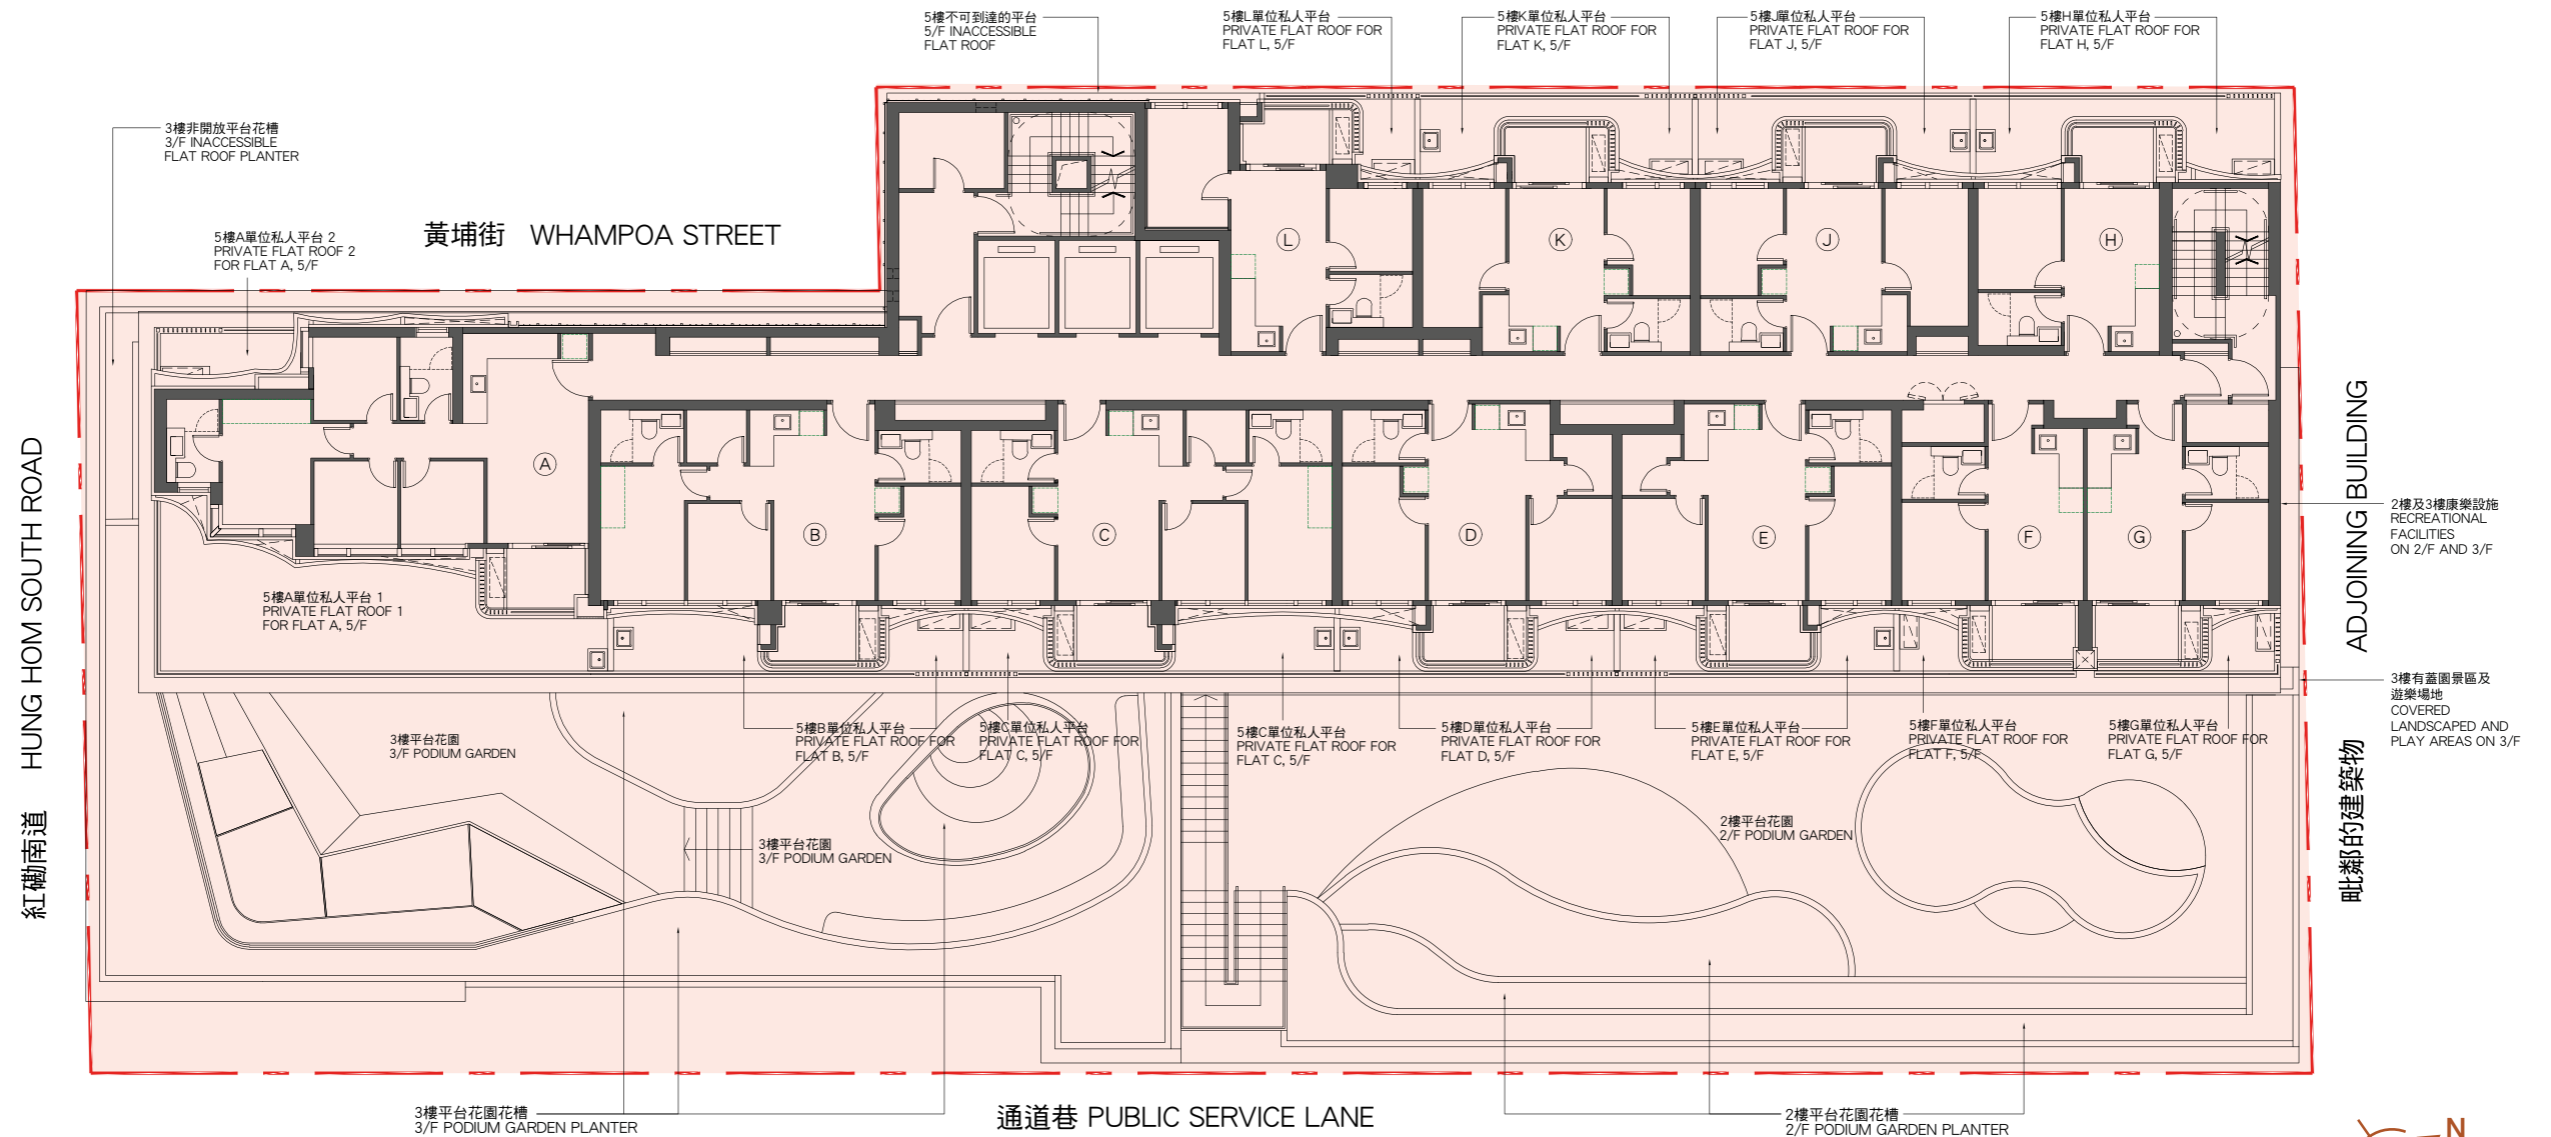 5樓不可到達的平台
5/F INACCESSIBLE
FLAT ROOF
5樓L單位私人平台
PRIVATE FLAT ROOF FOR
FLAT L, 5/F
5樓K單位私人平台
PRIVATE FLAT ROOF FOR
FLAT K, 5/F
5樓J單位私人平台
PRIVATE FLAT ROOF FOR
FLAT J, 5/F
5樓H單位私人平台
PRIVATE FLAT ROOF FOR
FLAT H, 5/F
3樓非開放平台花槽
3/F INACCESSIBLE
FLAT ROOF PLANTER
5樓A單位私人平台 2
PRIVATE FLAT ROOF 2
FOR FLAT A, 5/F
黃埔街 WHAMPOA STREET
L
K
J
H
A
B
C
D
E
F
G
紅磡南道 HUNG HOM SOUTH ROAD
毗鄰的建築物 ADJOINING BUILDING
2樓及3樓康樂設施
RECREATIONAL
FACILITIES
ON 2/F AND 3/F
5樓A單位私人平台 1
PRIVATE FLAT ROOF 1
FOR FLAT A, 5/F
3樓有蓋園景區及
遊樂場地
COVERED
LANDSCAPED AND
PLAY AREAS ON 3/F
3樓平台花園
3/F PODIUM GARDEN
5樓B單位私人平台
PRIVATE FLAT ROOF FOR
FLAT B, 5/F
5樓C單位私人平台
PRIVATE FLAT ROOF FOR
FLAT C, 5/F
5樓C單位私人平台
PRIVATE FLAT ROOF FOR
FLAT C, 5/F
5樓D單位私人平台
PRIVATE FLAT ROOF FOR
FLAT D, 5/F
5樓E單位私人平台
PRIVATE FLAT ROOF FOR
FLAT E, 5/F
5樓F單位私人平台
PRIVATE FLAT ROOF FOR
FLAT F, 5/F
5樓G單位私人平台
PRIVATE FLAT ROOF FOR
FLAT G, 5/F
3樓平台花園
3/F PODIUM GARDEN
2樓平台花園
2/F PODIUM GARDEN
3樓平台花園花槽
3/F PODIUM GARDEN PLANTER
通道巷 PUBLIC SERVICE LANE
2樓平台花園花槽
2/F PODIUM GARDEN PLANTER
N